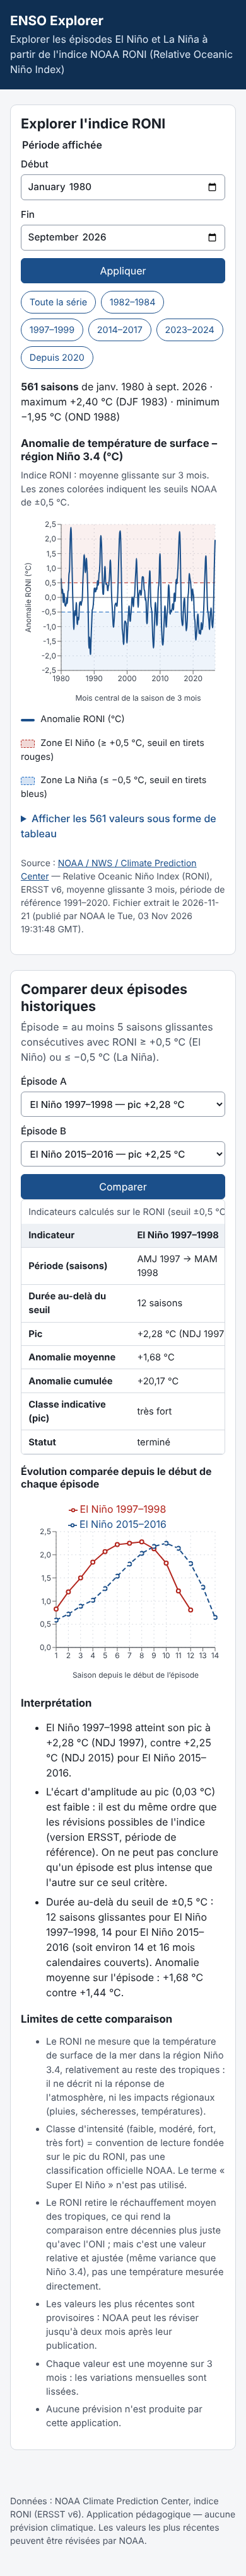 ENSO Explorer
Explorer les épisodes El Niño et La Niña à
partir de l'indice NOAA RONI (Relative Oceanic
Niño Index)
Explorer l'indice RONI
Période affichée
Début
January 1980
Fin
September 2026
Appliquer
Toute la série
1982–1984
1997–1999
2014–2017
2023–2024
Depuis 2020
561 saisons de janv. 1980 à sept. 2026 ·
maximum +2,40 °C (DJF 1983) · minimum
−1,95 °C (OND 1988)
Anomalie de température de surface –
région Niño 3.4 (°C)
Indice RONI : moyenne glissante sur 3 mois.
Les zones colorées indiquent les seuils NOAA
de ±0,5 °C.
2,5
2,0
1,5
1,0
0,5
0,0
-0,5
-1,0
-1,5
-2,0
-2,5
Anomalie RONI (°C)
1980 1990 2000 2010 2020
Mois central de la saison de 3 mois
Anomalie RONI (°C)
Zone El Niño (≥ +0,5 °C, seuil en tirets
rouges)
Zone La Niña (≤ −0,5 °C, seuil en tirets
bleus)
▶ Afficher les 561 valeurs sous forme de
tableau
Source : NOAA / NWS / Climate Prediction
Center — Relative Oceanic Niño Index (RONI),
ERSST v6, moyenne glissante 3 mois, période de
référence 1991–2020. Fichier extrait le 2026-11-
21 (publié par NOAA le Tue, 03 Nov 2026
19:31:48 GMT).
Comparer deux épisodes
historiques
Épisode = au moins 5 saisons glissantes
consécutives avec RONI ≥ +0,5 °C (El
Niño) ou ≤ −0,5 °C (La Niña).
Épisode A
El Niño 1997–1998 — pic +2,28 °C
Épisode B
El Niño 2015–2016 — pic +2,25 °C
Comparer
Indicateurs calculés sur le RONI (seuil ±0,5 °C
Indicateur El Niño 1997–1998
Période (saisons) AMJ 1997 → MAM
1998
Durée au-delà du
seuil 12 saisons
Pic +2,28 °C (NDJ 1997
Anomalie moyenne +1,68 °C
Anomalie cumulée +20,17 °C
Classe indicative
(pic) très fort
Statut terminé
Évolution comparée depuis le début de
chaque épisode
El Niño 1997–1998
El Niño 2015–2016
2,5
2,0
1,5
1,0
0,5
0,0
1 2 3 4 5 6 7 8 9 10 11 12 13 14
Saison depuis le début de l'épisode
Interprétation
• El Niño 1997–1998 atteint son pic à
+2,28 °C (NDJ 1997), contre +2,25
°C (NDJ 2015) pour El Niño 2015–
2016.
• L'écart d'amplitude au pic (0,03 °C)
est faible : il est du même ordre que
les révisions possibles de l'indice
(version ERSST, période de
référence). On ne peut pas conclure
qu'un épisode est plus intense que
l'autre sur ce seul critère.
• Durée au-delà du seuil de ±0,5 °C :
12 saisons glissantes pour El Niño
1997–1998, 14 pour El Niño 2015–
2016 (soit environ 14 et 16 mois
calendaires couverts). Anomalie
moyenne sur l'épisode : +1,68 °C
contre +1,44 °C.
Limites de cette comparaison
• Le RONI ne mesure que la température
de surface de la mer dans la région Niño
3.4, relativement au reste des tropiques :
il ne décrit ni la réponse de
l'atmosphère, ni les impacts régionaux
(pluies, sécheresses, températures).
• Classe d'intensité (faible, modéré, fort,
très fort) = convention de lecture fondée
sur le pic du RONI, pas une
classification officielle NOAA. Le terme «
Super El Niño » n'est pas utilisé.
• Le RONI retire le réchauffement moyen
des tropiques, ce qui rend la
comparaison entre décennies plus juste
qu'avec l'ONI ; mais c'est une valeur
relative et ajustée (même variance que
Niño 3.4), pas une température mesurée
directement.
• Les valeurs les plus récentes sont
provisoires : NOAA peut les réviser
jusqu'à deux mois après leur
publication.
• Chaque valeur est une moyenne sur 3
mois : les variations mensuelles sont
lissées.
• Aucune prévision n'est produite par
cette application.
Données : NOAA Climate Prediction Center, indice
RONI (ERSST v6). Application pédagogique — aucune
prévision climatique. Les valeurs les plus récentes
peuvent être révisées par NOAA.